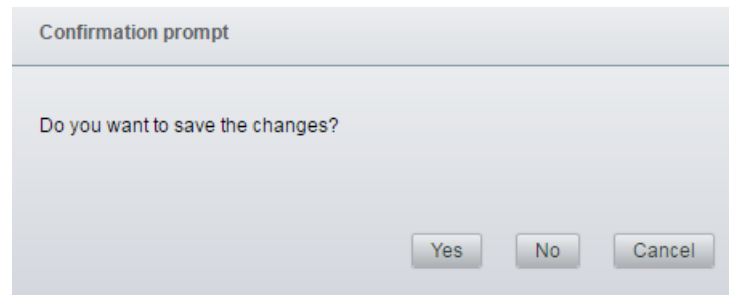 Confirmation prompt
Do you want to save the changes?
Yes No Cancel